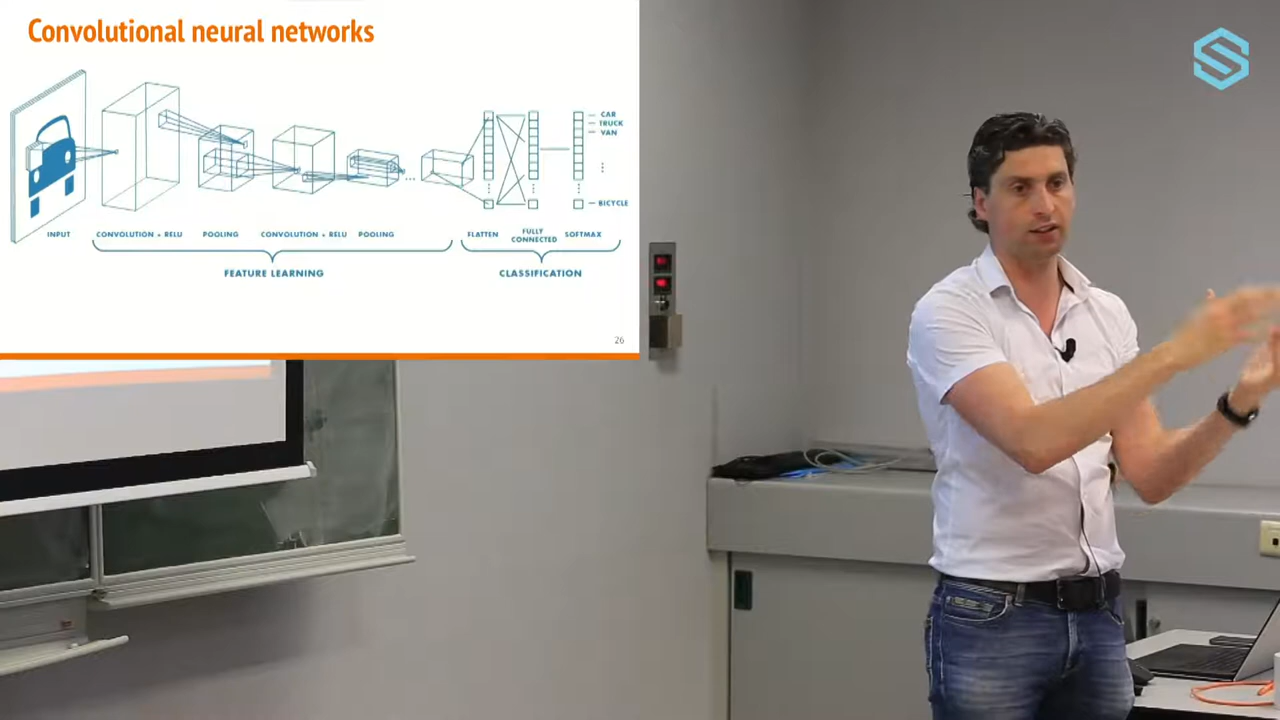 Convolutional neural networks
CAR
TRUCK
VAN
BICYCLE
INPUT
CONVOLUTION + RELU
POOLING
CONVOLUTION + RELU
POOLING
FLATTEN
FULLY
CONNECTED
SOFTMAX
FEATURE LEARNING
CLASSIFICATION
26